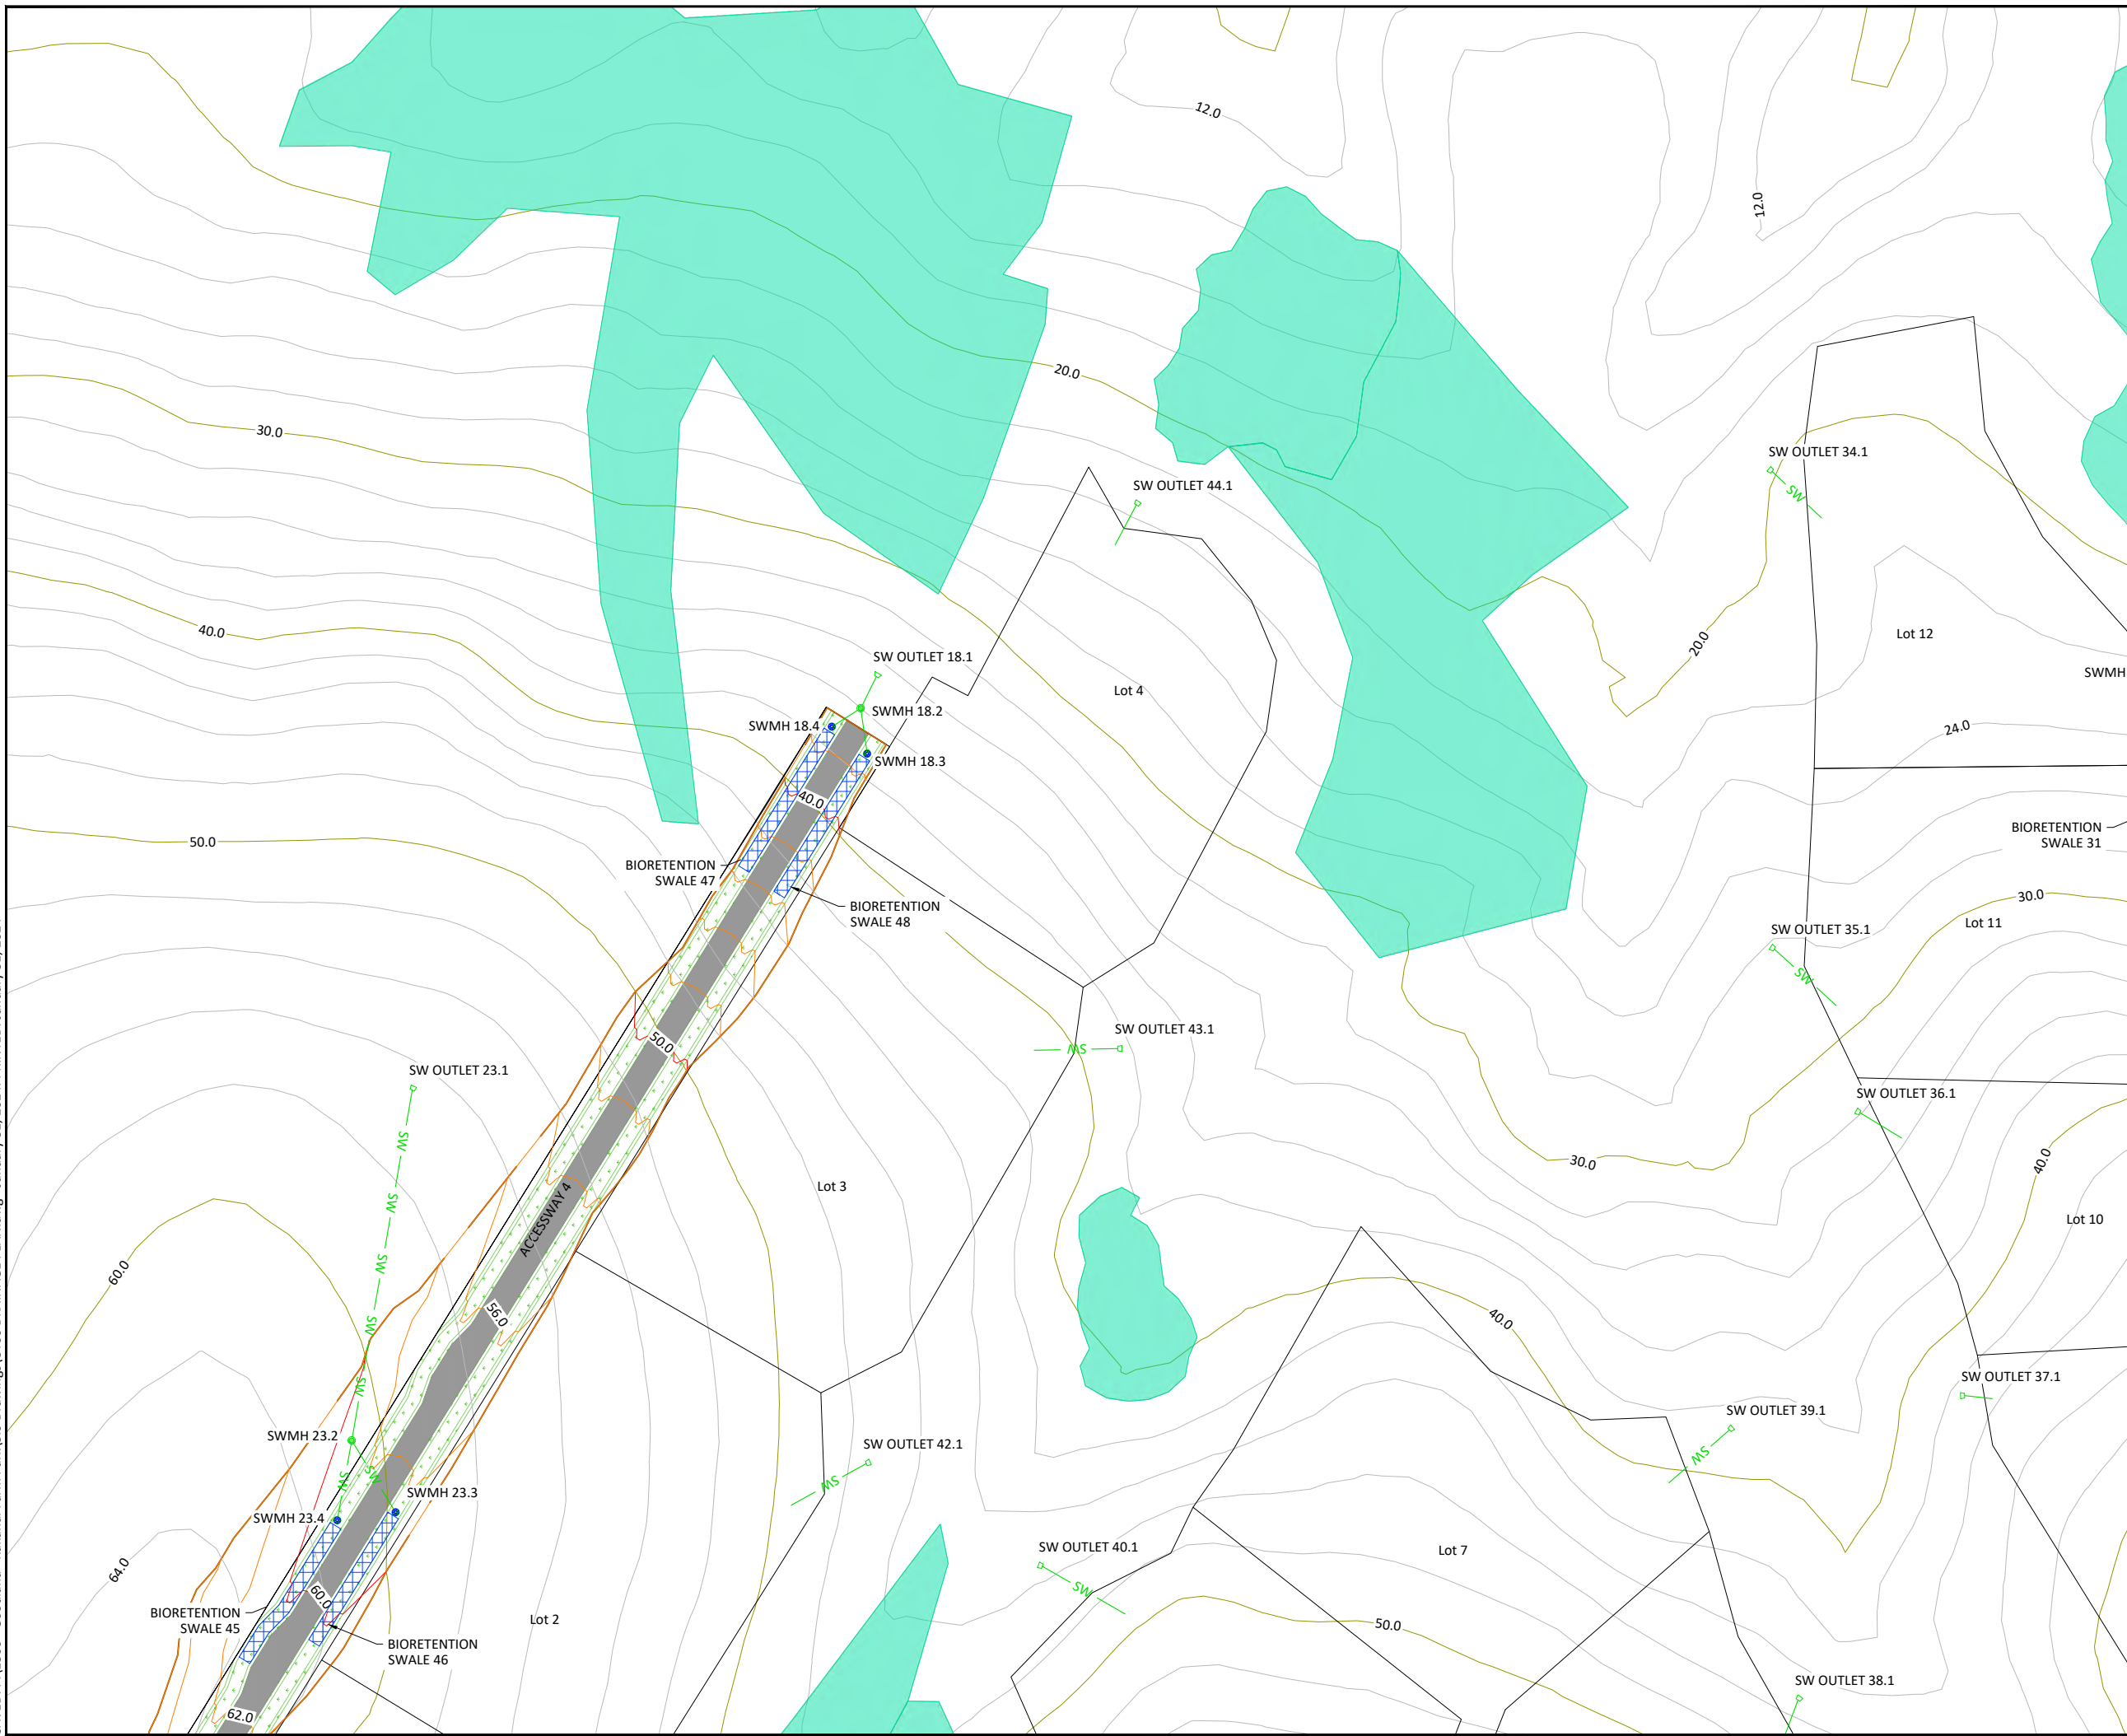 12.0
12.0
20.0
30.0
SW OUTLET 34.1
SW
SW OUTLET 44.1
40.0
Lot 12
20.0
SW OUTLET 18.1
SWMH
Lot 4
SWMH 18.2
SWMH 18.4
24.0
SWMH 18.3
40.0
BIORETENTION
SWALE 31
50.0
BIORETENTION
SWALE 47
30.0
BIORETENTION
SWALE 48
Lot 11
SW OUTLET 35.1
SW
SW OUTLET 43.1
SW
50.0
SW OUTLET 23.1
SW OUTLET 36.1
SW
30.0
40.0
Lot 3
SW
ACCESSWAY 4
Lot 10
SW
60.0
56.0
SW
40.0
SW
SW OUTLET 37.1
SW OUTLET 39.1
SWMH 23.2
SW OUTLET 42.1
SW
SW
SW
SW
SWMH 23.3
SWMH 23.4
SW OUTLET 40.1
Lot 7
64.0
SW
60.0
BIORETENTION
SWALE 45
Lot 2
50.0
BIORETENTION
SWALE 46
SW OUTLET 38.1
62.0